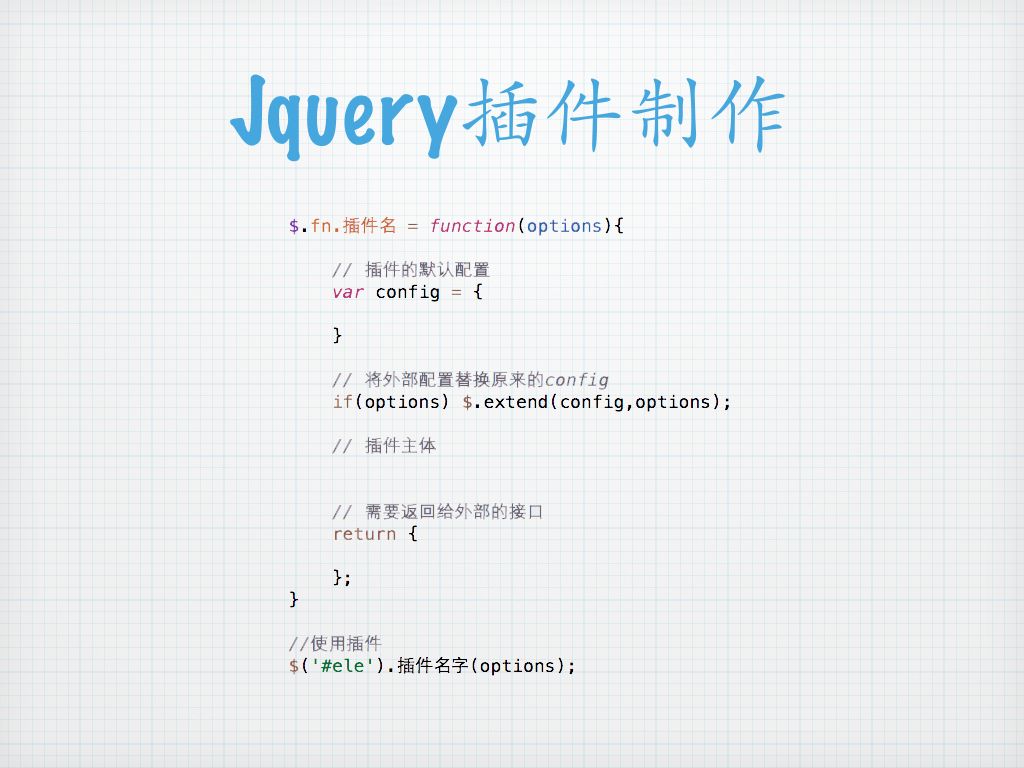 Jquery插件制作
$.fn.插件名 = function(options){
// 插件的默认配置
var config = {
}
// 将外部配置替换原来的config
if(options) $.extend(config,options);
// 插件主体
// 需要返回给外部的接口
return {
};
}
//使用插件
$('#ele').插件名字(options);